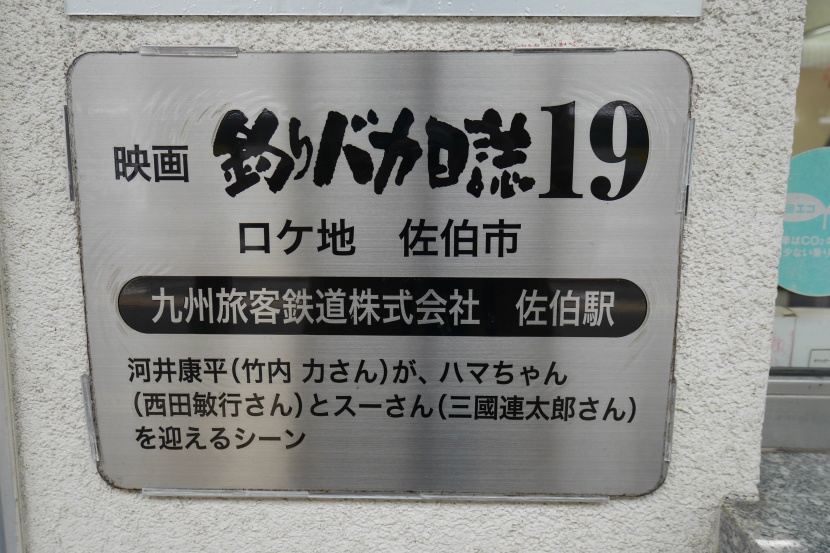 映画 釣りバカ日誌19
ロケ地 佐伯市
九州旅客鉄道株式会社 佐伯駅
河井康平(竹内 力さん)が、ハマちゃん
(西田敏行さん)とスーさん(三國連太郎さん)
を迎えるシーン